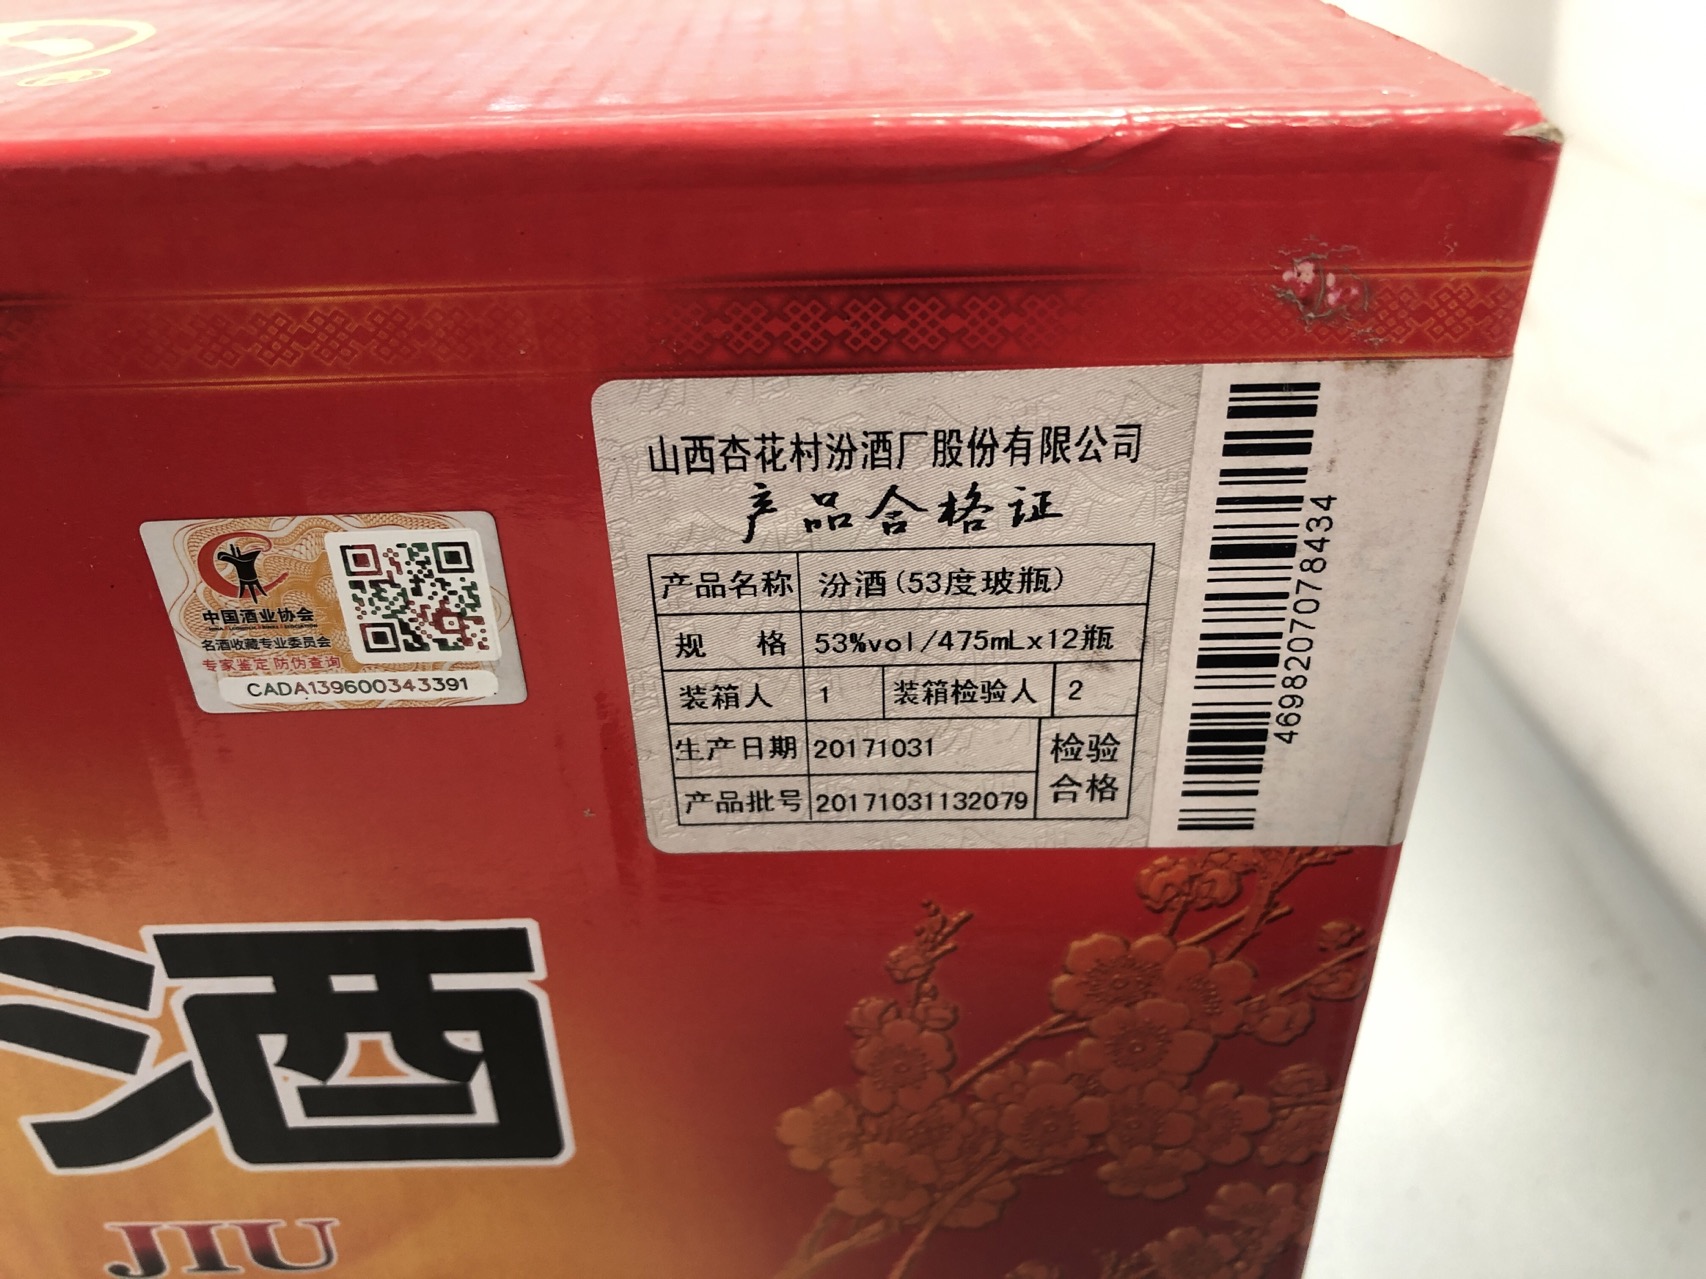 山西杏花村汾酒厂股份有限公司
产品合格证
产品名称 汾酒(53度玻瓶)
规 格 53%vol/475mLx12瓶
装箱人 1 装箱检验人 2
生产日期 20171031 检验合格
产品批号 20171031132079
4698207078434
中国酒业协会
名酒收藏专业委员会
专家鉴定 防伪查询
CADA139600343391
酒
JIU